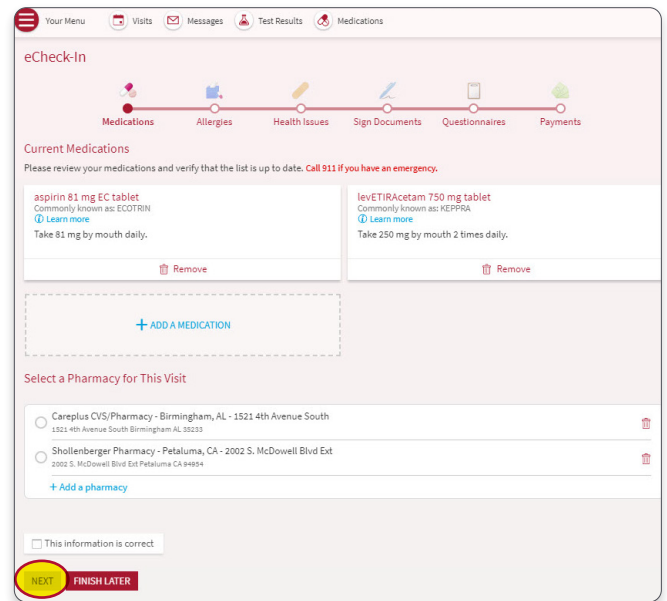 Your Menu Visits Messages Test Results Medications
eCheck-In
Medications Allergies Health Issues Sign Documents Questionnaires Payments
Current Medications
Please review your medications and verify that the list is up to date. Call 911 if you have an emergency.
aspirin 81 mg EC tablet
Commonly known as: ECOTRIN
Learn more
Take 81 mg by mouth daily.
Remove
levETIRAcetam 750 mg tablet
Commonly known as: KEPPRA
Learn more
Take 250 mg by mouth 2 times daily.
Remove
+ ADD A MEDICATION
Select a Pharmacy for This Visit
Careplus CVS/Pharmacy - Birmingham, AL - 1521 4th Avenue South
1521 4th Avenue South Birmingham AL 35233
Shollenberger Pharmacy - Petaluma, CA - 2002 S. McDowell Blvd Ext
2002 S. McDowell Blvd Ext Petaluma CA 94954
+ Add a pharmacy
This information is correct
NEXT FINISH LATER